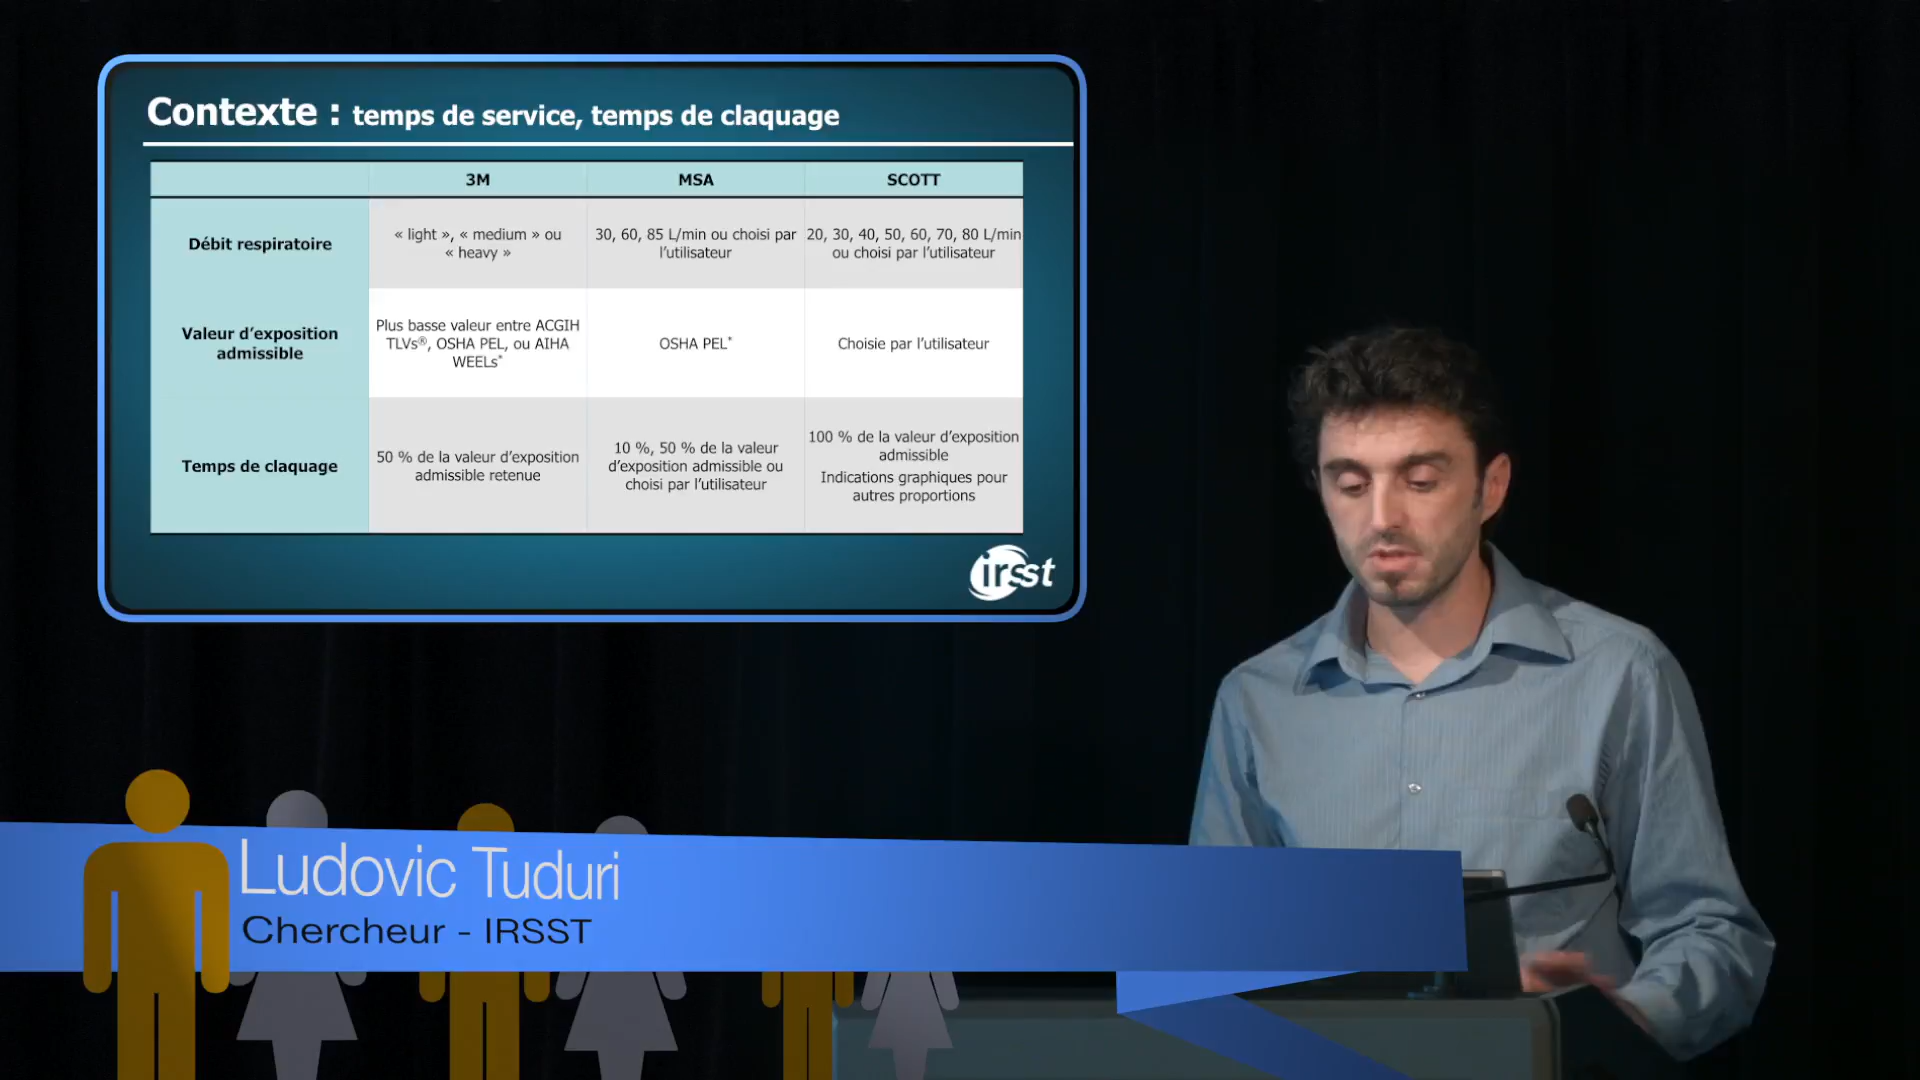 Contexte : temps de service, temps de claquage
3M MSA SCOTT
Débit respiratoire
« light », « medium » ou
« heavy »
30, 60, 85 L/min ou choisi par
l’utilisateur
20, 30, 40, 50, 60, 70, 80 L/min
ou choisi par l’utilisateur
Valeur d’exposition
admissible
Plus basse valeur entre ACGIH
TLVs®, OSHA PEL, ou AIHA
WEELs*
OSHA PEL*
Choisie par l’utilisateur
Temps de claquage
50 % de la valeur d’exposition
admissible retenue
10 %, 50 % de la valeur
d’exposition admissible ou
choisi par l’utilisateur
100 % de la valeur d’exposition
admissible
Indications graphiques pour
autres proportions
irsst
Ludovic Tuduri
Chercheur - IRSST